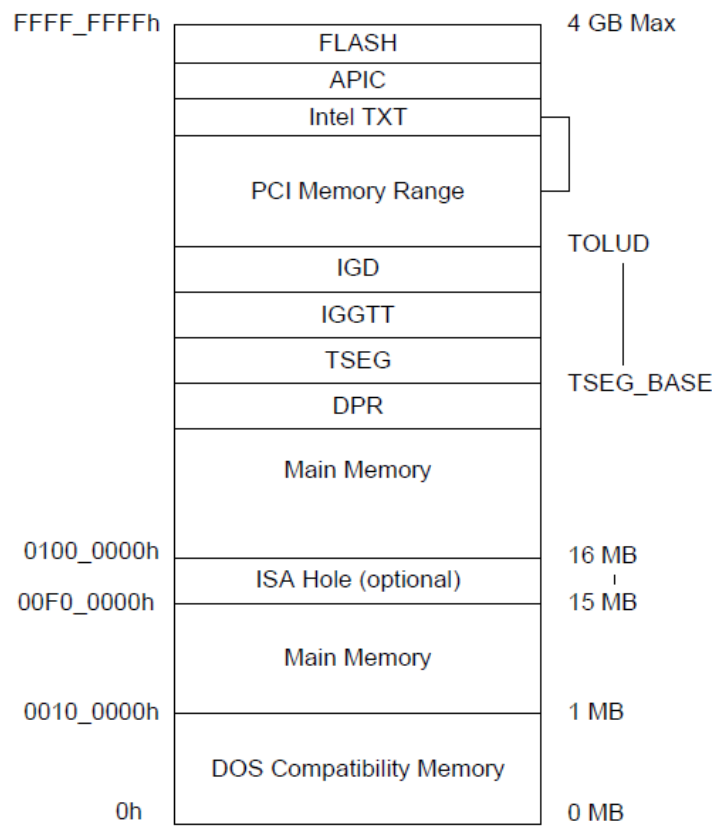 FFFF_FFFFh 4 GB Max
FLASH
APIC
Intel TXT
PCI Memory Range
TOLUD
IGD
IGGTT
TSEG
TSEG_BASE
DPR
Main Memory
0100_0000h 16 MB
ISA Hole (optional)
00F0_0000h 15 MB
Main Memory
0010_0000h 1 MB
DOS Compatibility Memory
0h 0 MB